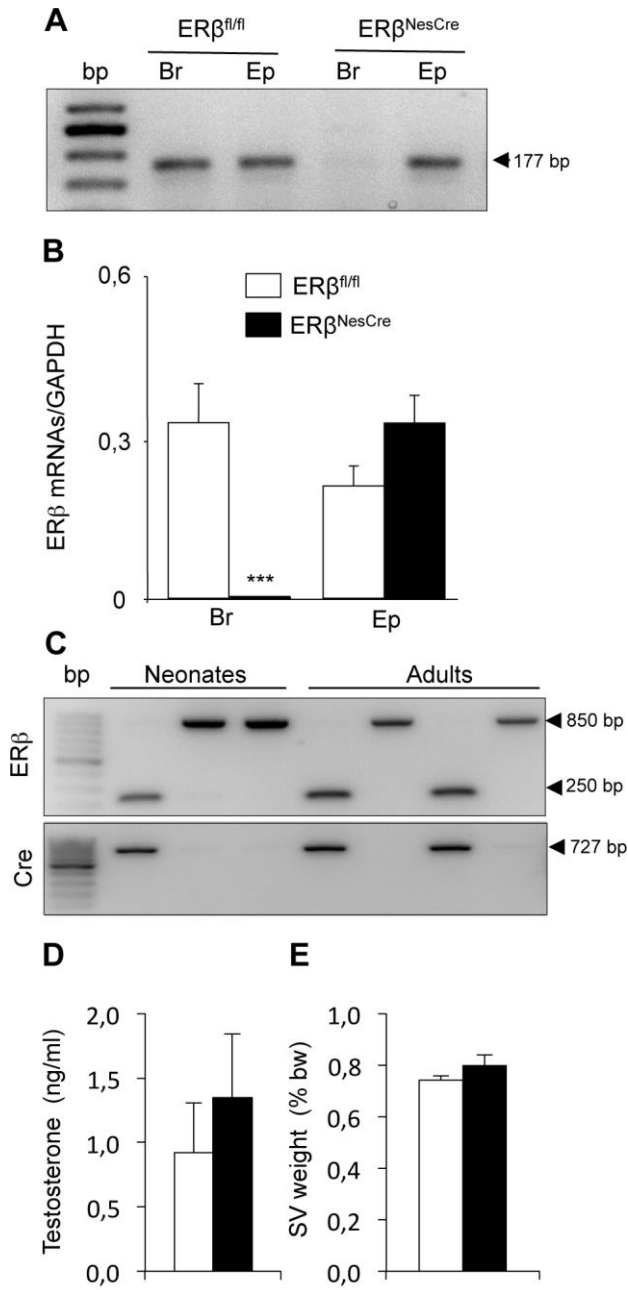 A
ERβfl/fl
ERβNesCre
bp
Br
Ep
Br
Ep
177 bp
B
0,6
0,3
0
ERβ mRNAs/GAPDH
ERβfl/fl
ERβNesCre
***
Br
Ep
C
bp
Neonates
Adults
ERβ
850 bp
250 bp
Cre
727 bp
D
Testosterone (ng/ml)
2,0
1,5
1,0
0,5
0,0
E
SV weight (% bw)
1,0
0,8
0,6
0,4
0,2
0,0